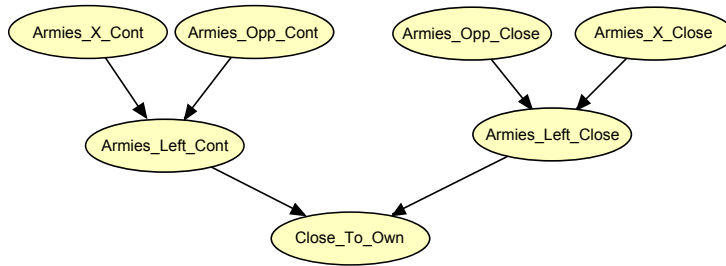 Armies_X_Cont
Armies_Opp_Cont
Armies_Opp_Close
Armies_X_Close
Armies_Left_Cont
Armies_Left_Close
Close_To_Own